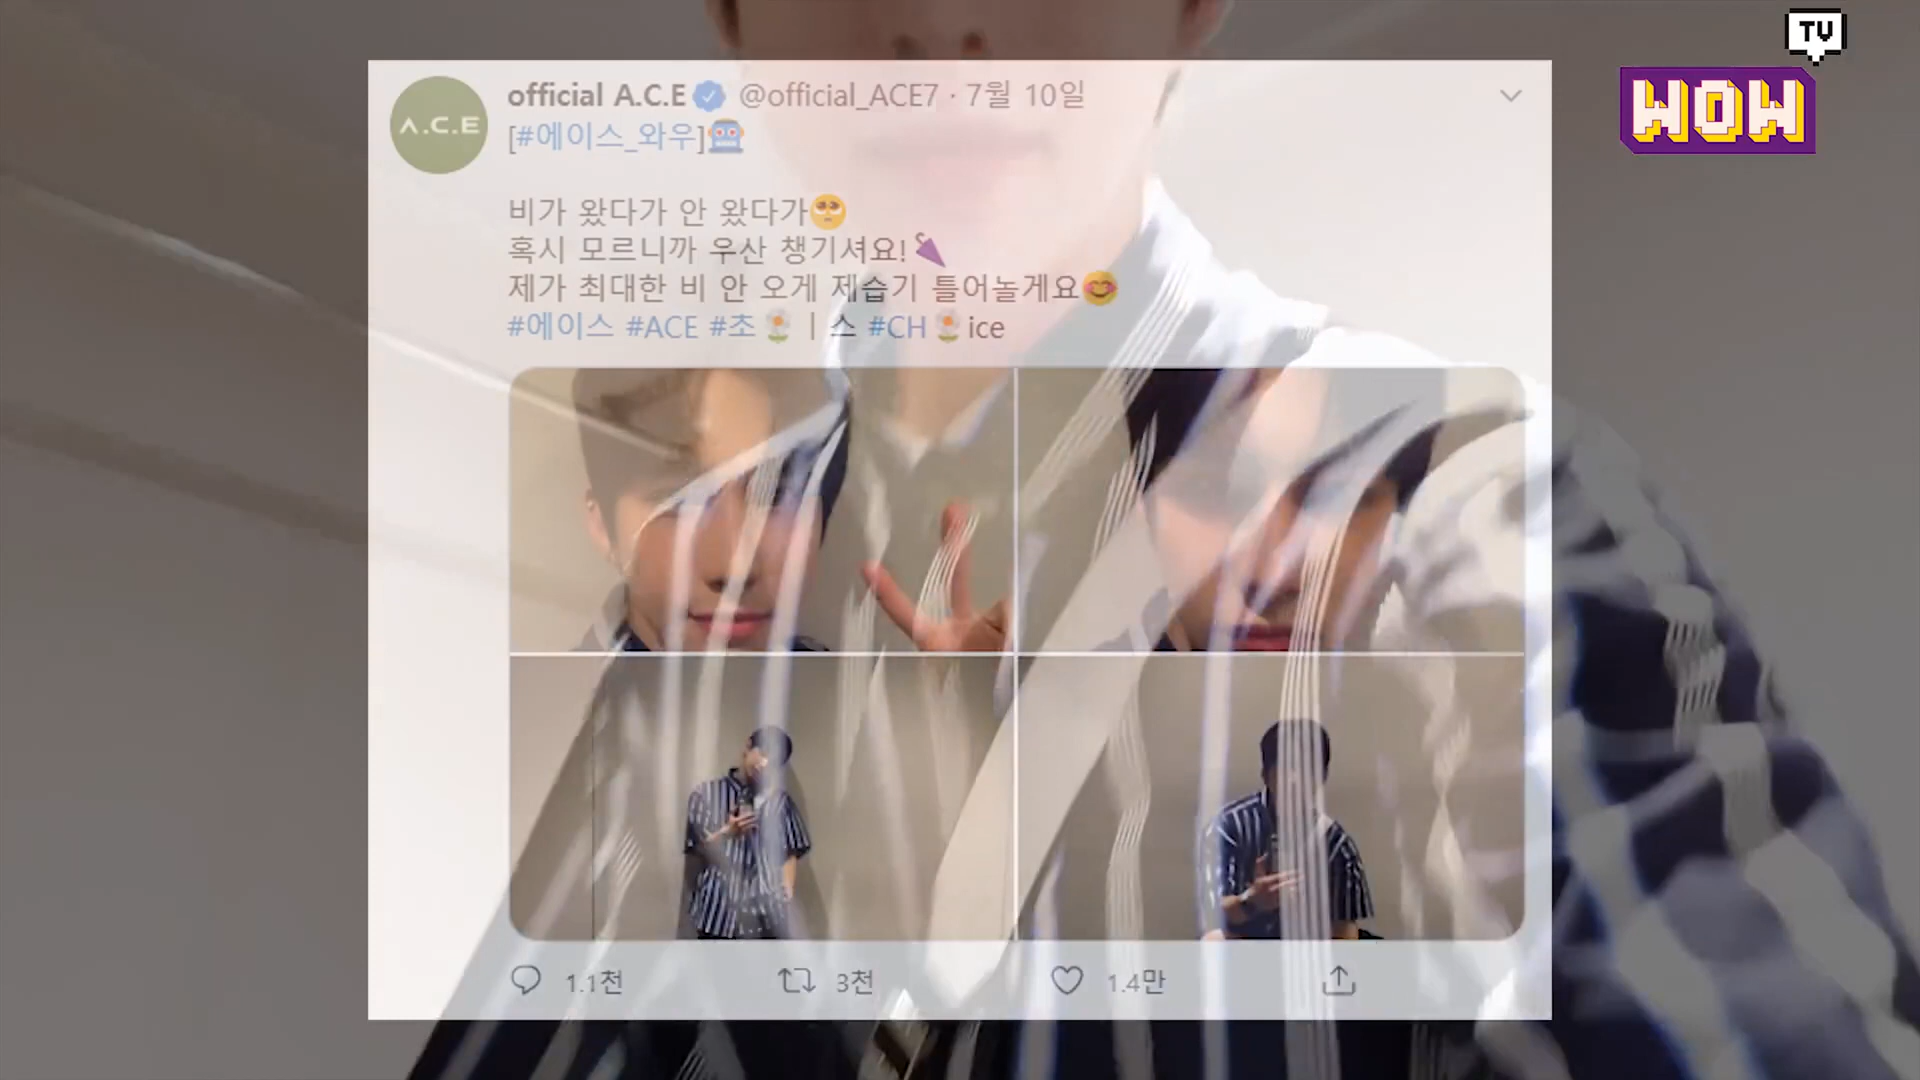 TV
WOW
A.C.E
official A.C.E @official_ACE7 · 7월 10일
[#에이스_와우]🤖
비가 왔다가 안 왔다가🥺
혹시 모르니까 우산 챙기셔요!🌂
제가 최대한 비 안 오게 제습기 틀어놀게요😊
#에이스 #ACE #초🌼ㅣ스 #CH🌼ice
1.1천 3천 1.4만